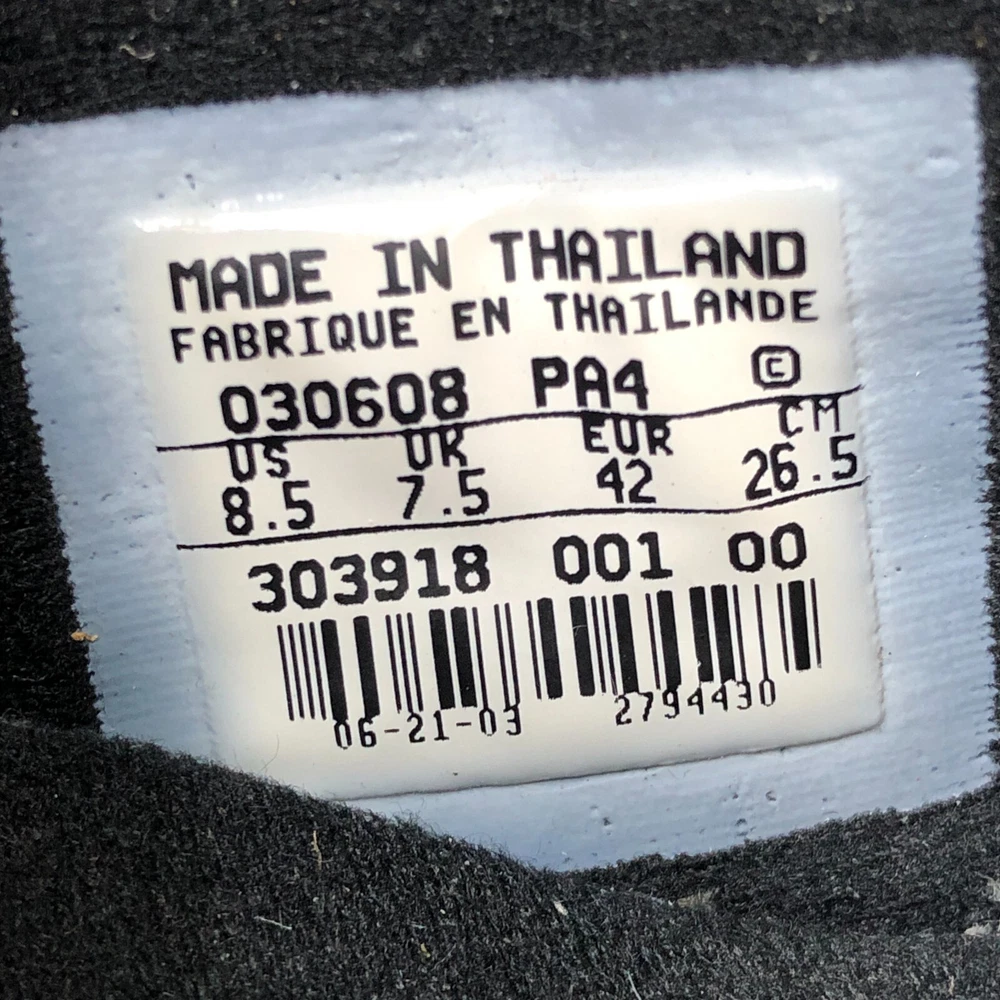 MADE IN THAILAND
FABRIQUE EN THAILANDE
030608 PA4 ©
US UK EUR CM
8.5 7.5 42 26.5
303918 001 00
06-21-03 2794430